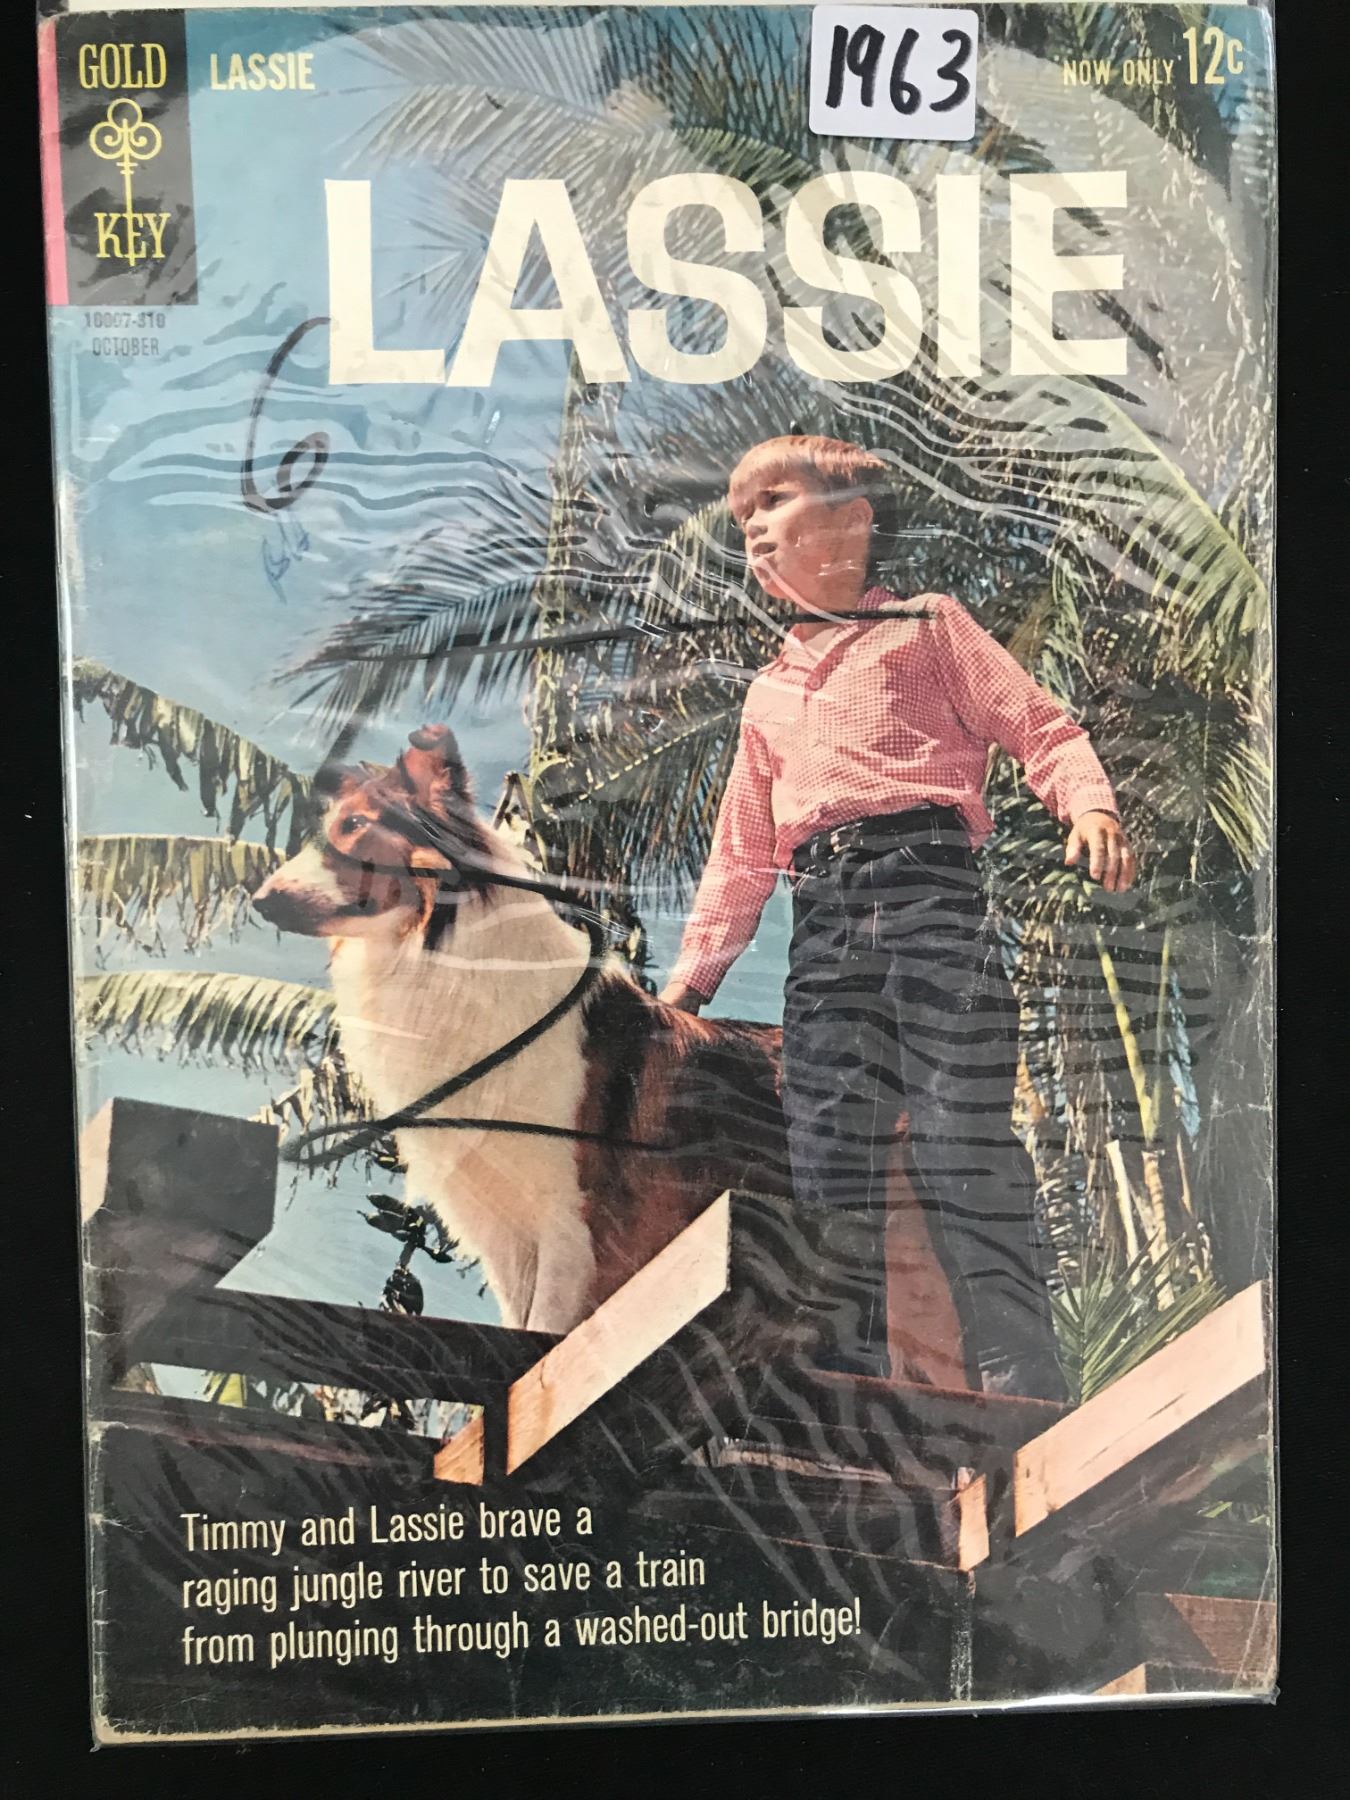 GOLD
KEY
LASSIE
1963
NOW ONLY 12¢
LASSIE
10007-310
OCTOBER
6
Timmy and Lassie brave a
raging jungle river to save a train
from plunging through a washed-out bridge!